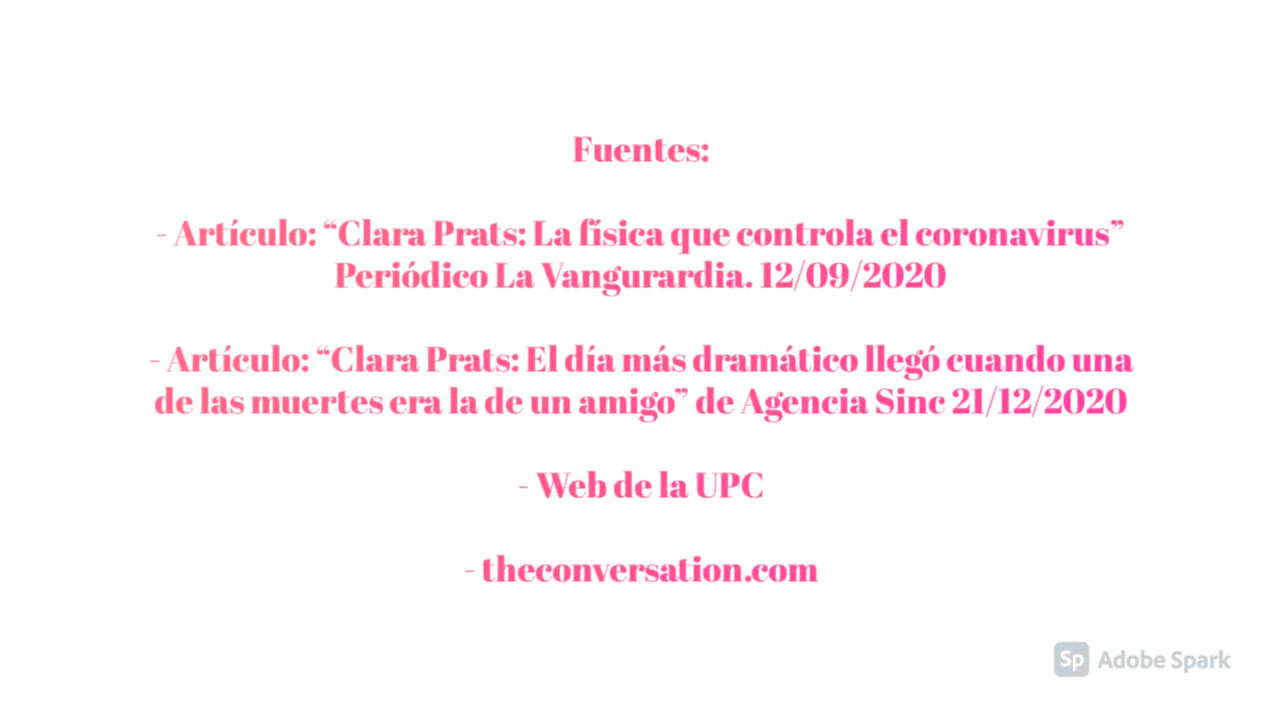 Fuentes:
- Artículo: “Clara Prats: La física que controla el coronavirus”
Periódico La Vangurardia. 12/09/2020
- Artículo: “Clara Prats: El día más dramático llegó cuando una
de las muertes era la de un amigo” de Agencia Sinc 21/12/2020
- Web de la UPC
- theconversation.com
Sp Adobe Spark